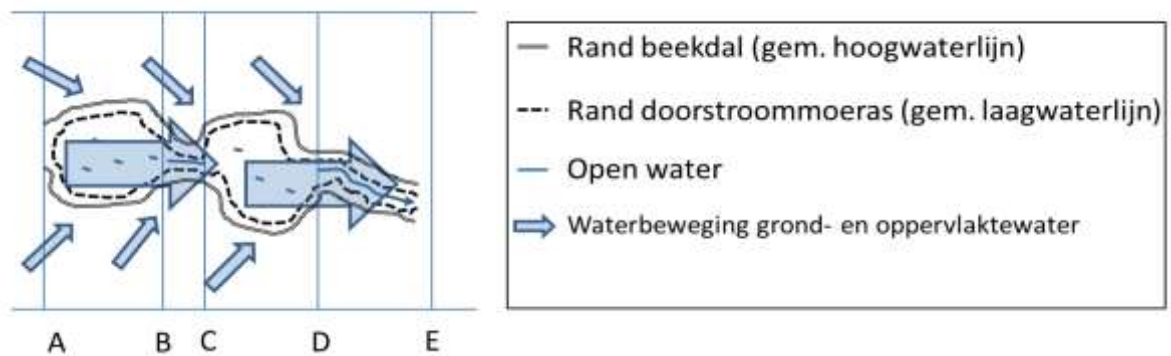 Rand beekdal (gem. hoogwaterlijn)
Rand doorstroommoeras (gem. laagwaterlijn)
Open water
Waterbeweging grond- en oppervlaktewater
A B C D E